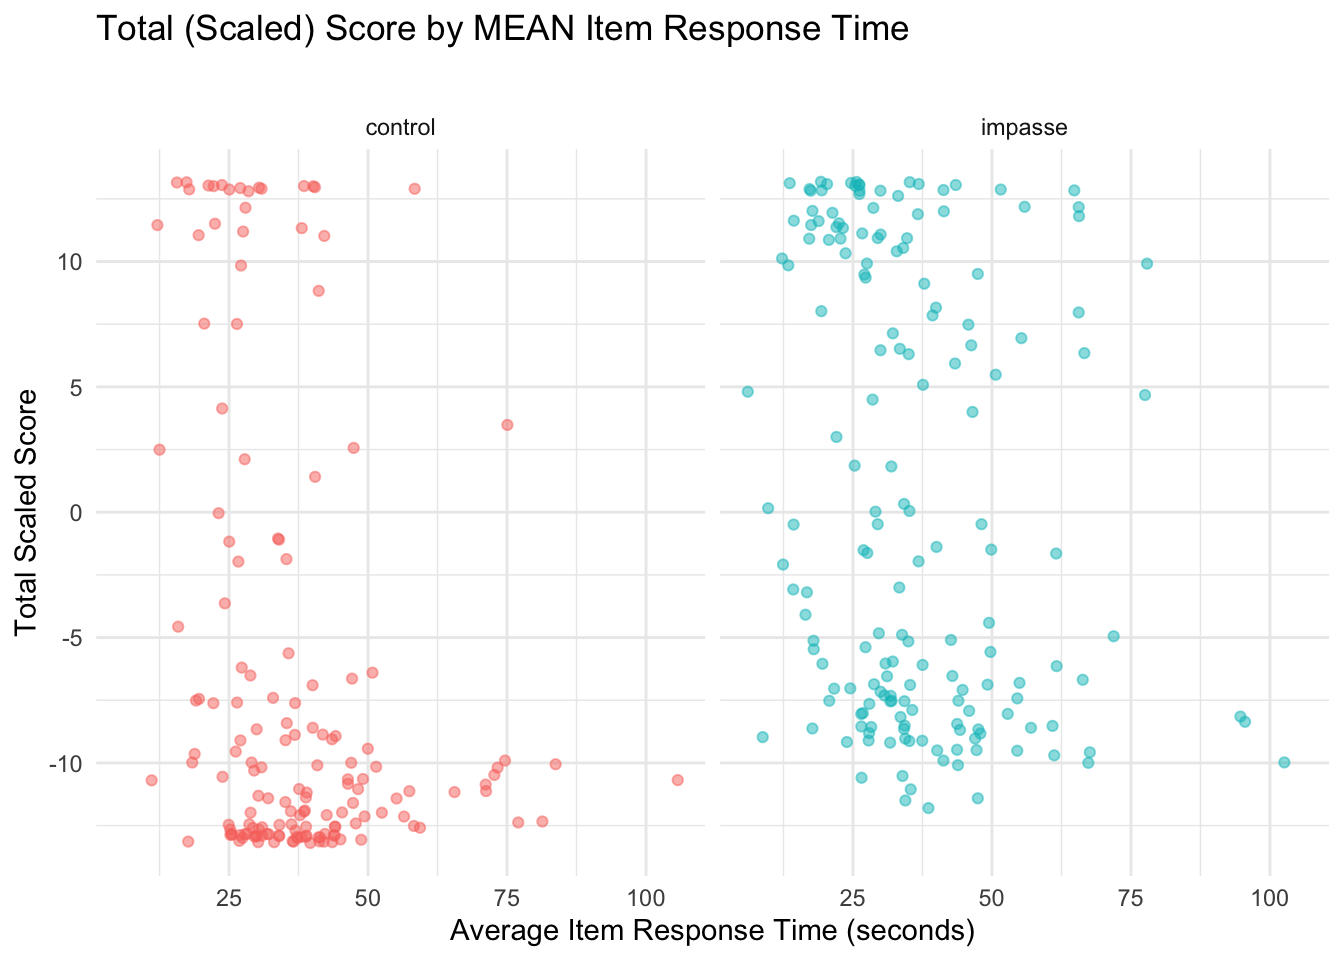 Total (Scaled) Score by MEAN Item Response Time
control
impasse
Total Scaled Score
10
5
0
-5
-10
25
50
75
100
25
50
75
100
Average Item Response Time (seconds)